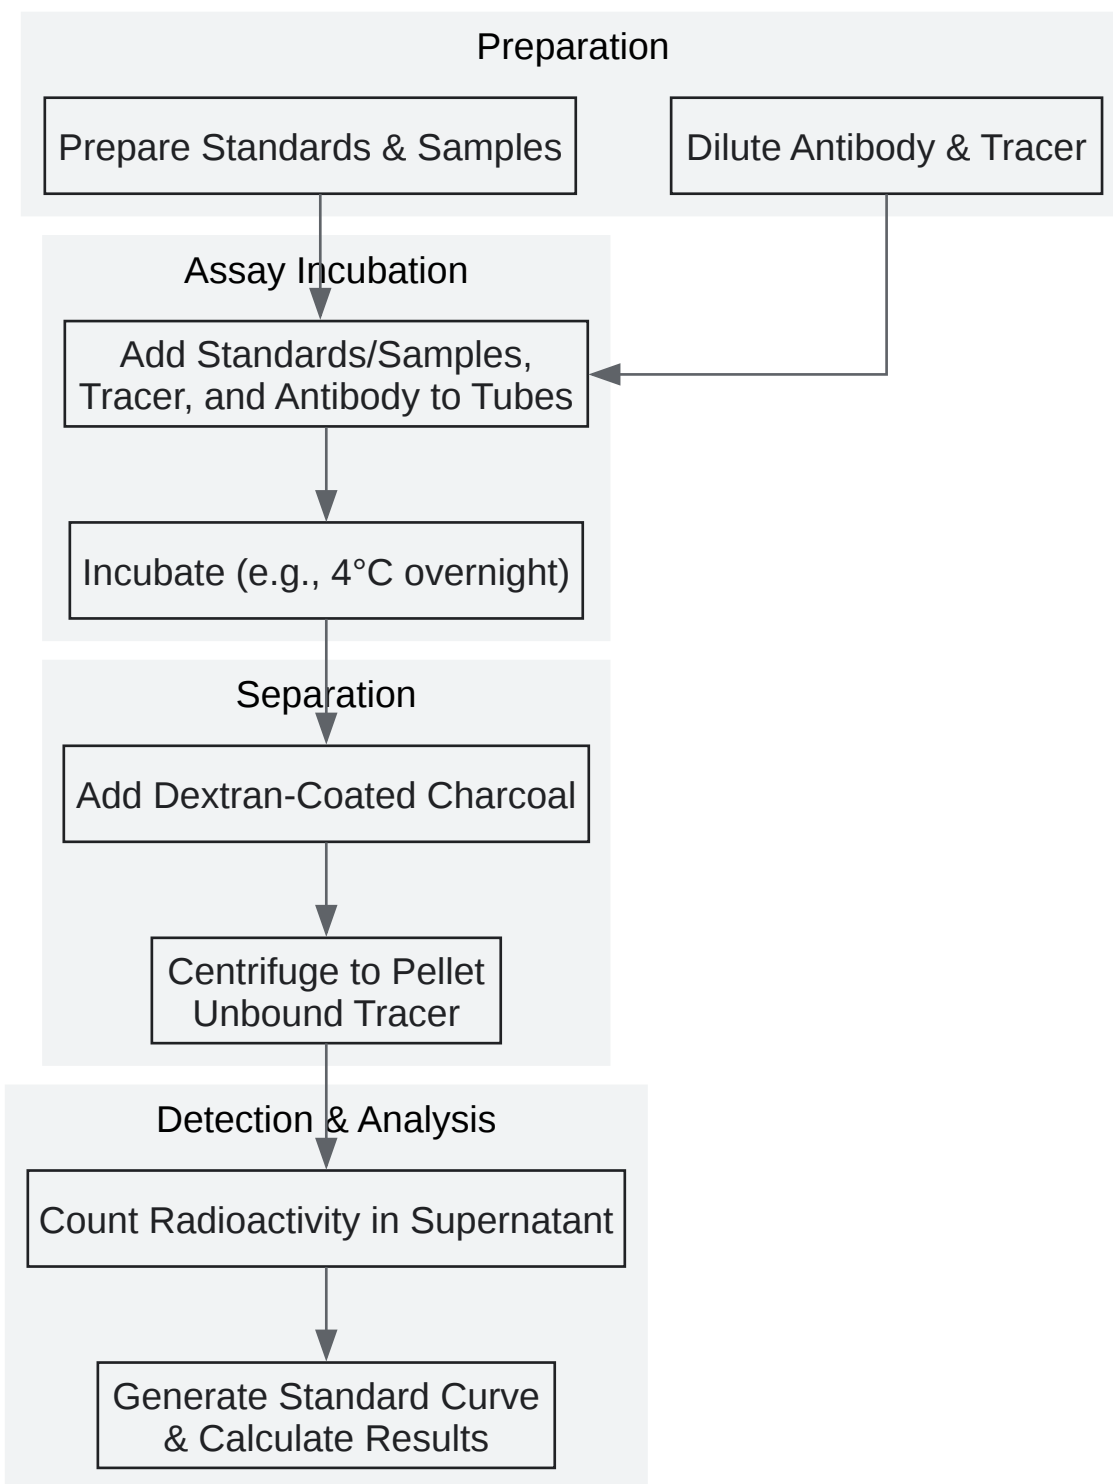 Preparation
Prepare Standards & Samples
Dilute Antibody & Tracer
Assay Incubation
Add Standards/Samples,
Tracer, and Antibody to Tubes
Incubate (e.g., 4°C overnight)
Separation
Add Dextran-Coated Charcoal
Centrifuge to Pellet
Unbound Tracer
Detection & Analysis
Count Radioactivity in Supernatant
Generate Standard Curve
& Calculate Results